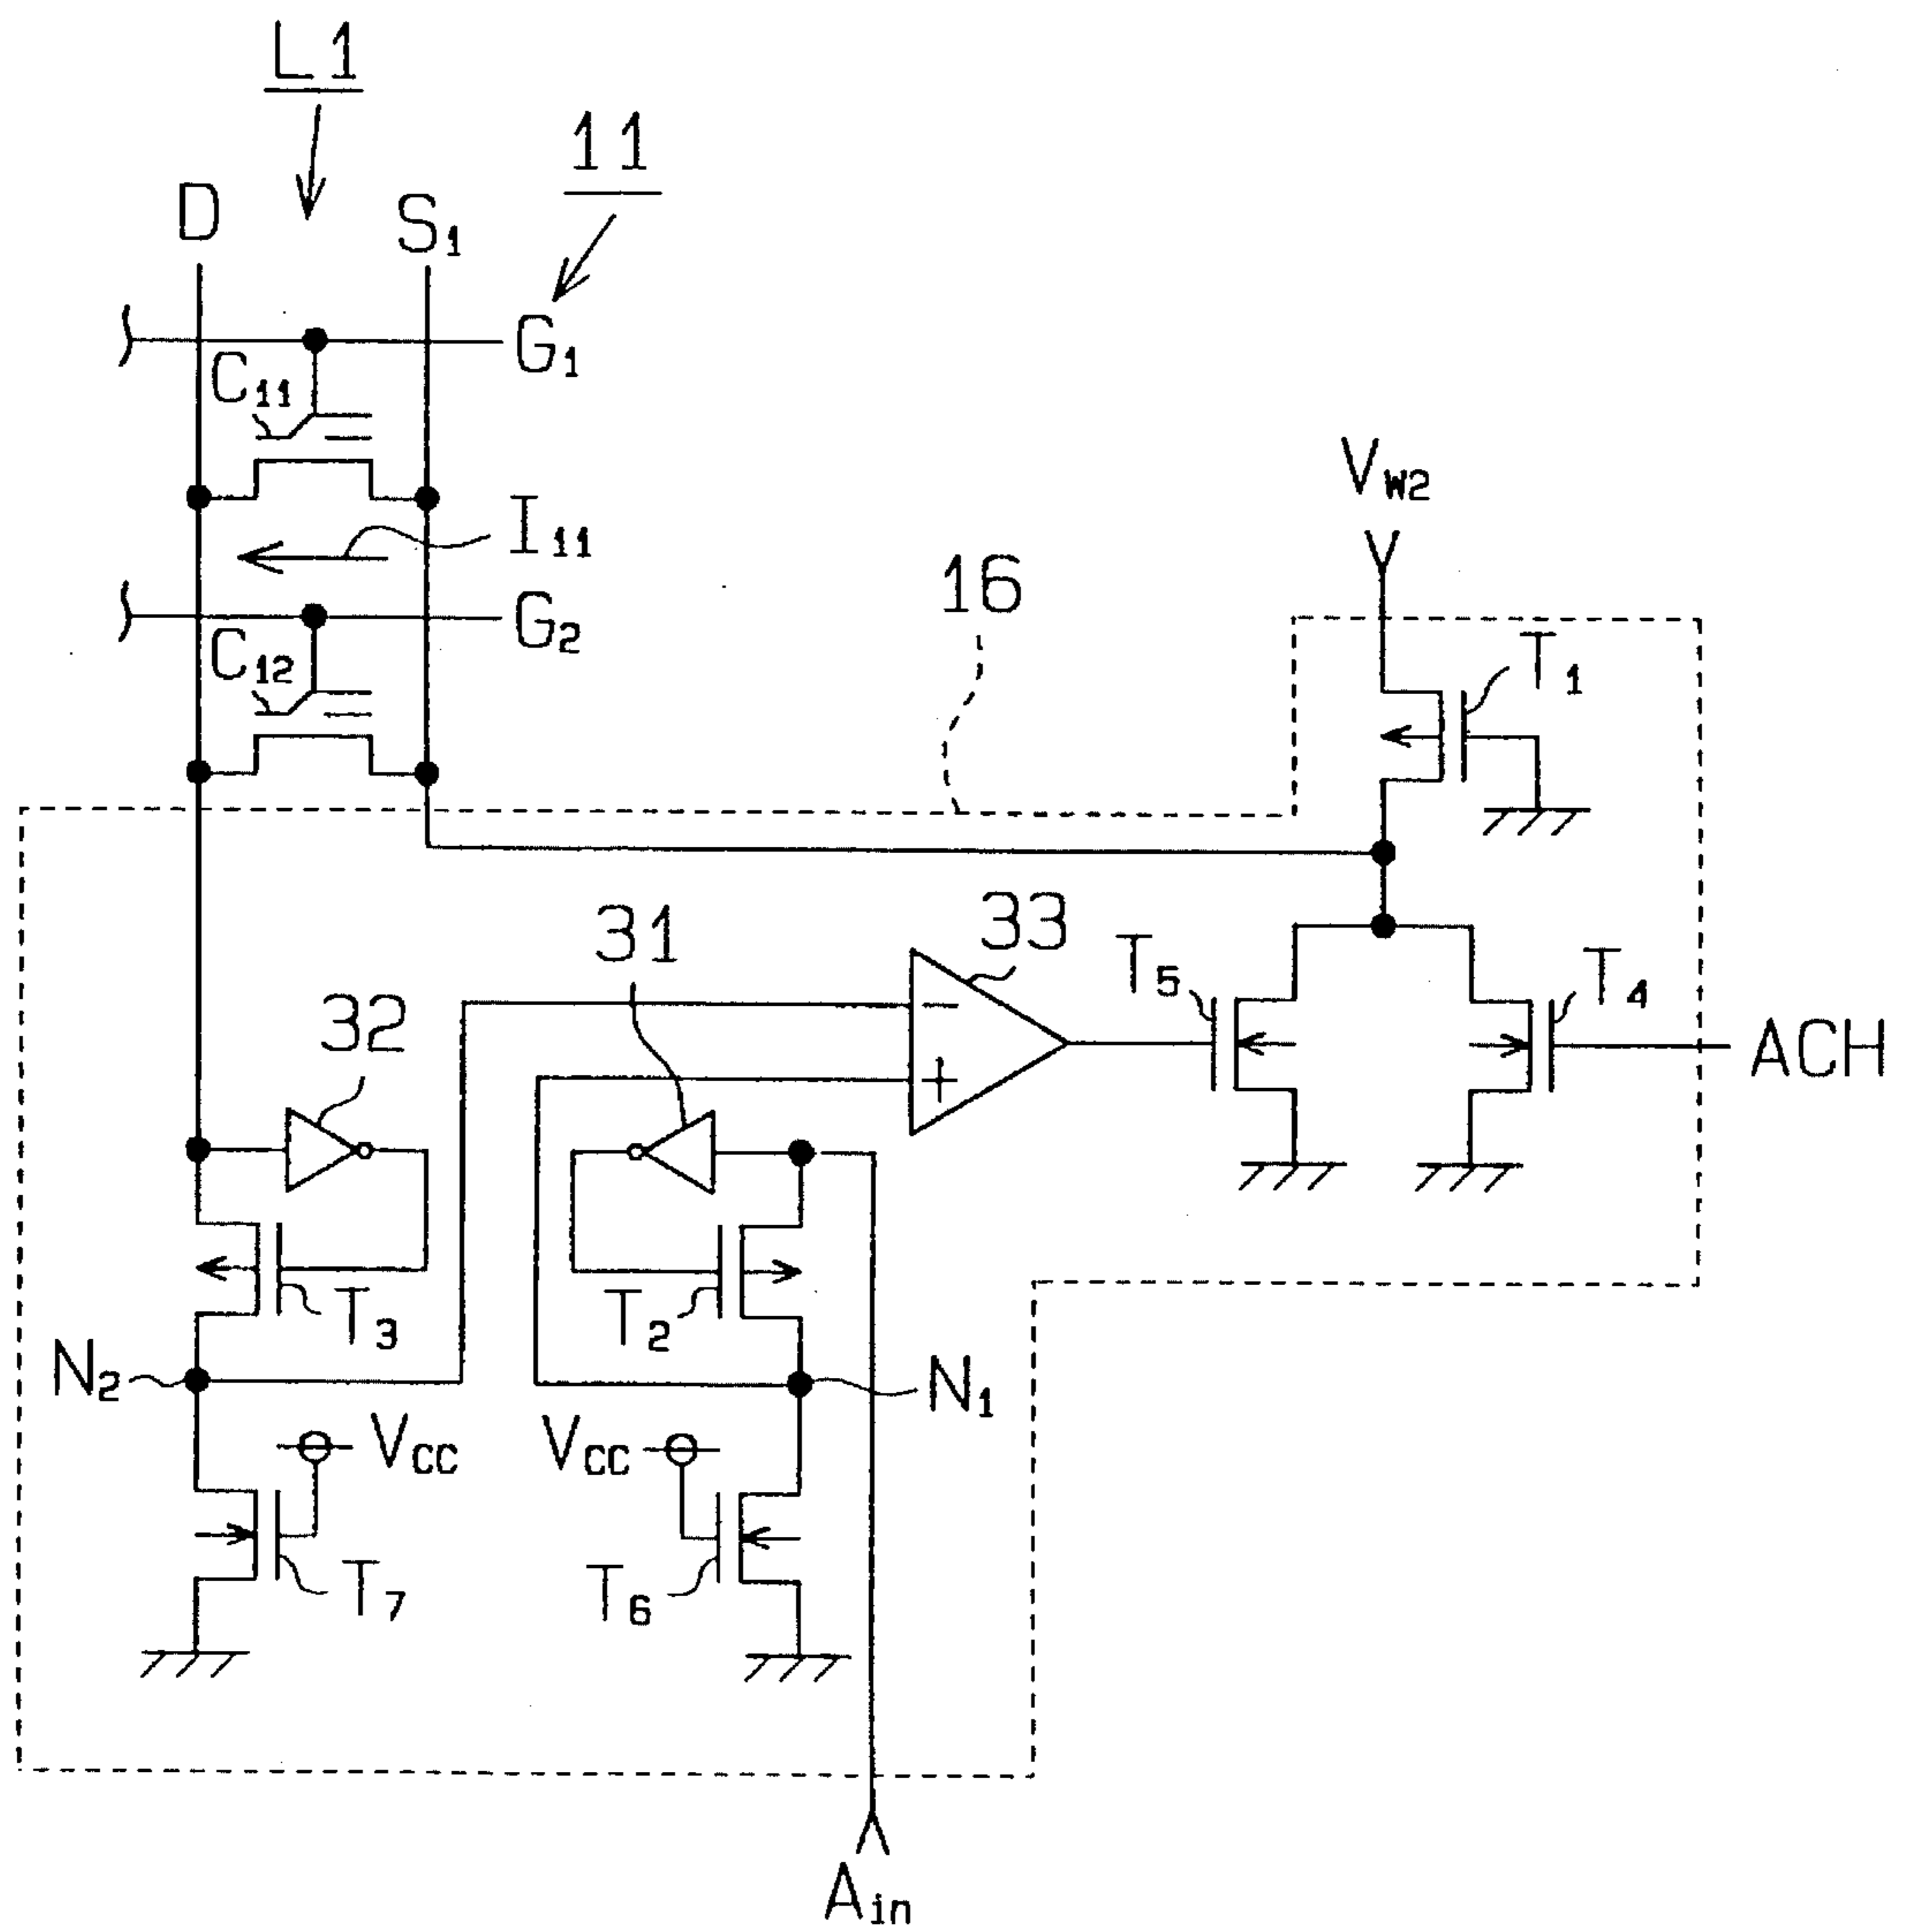 L1
11
D
S1
G1
C11
I11
VW2
16
G2
C12
T1
33
31
T5
T4
32
ACH
T3
T2
N2
N1
VCC
VCC
T7
T6
Ain